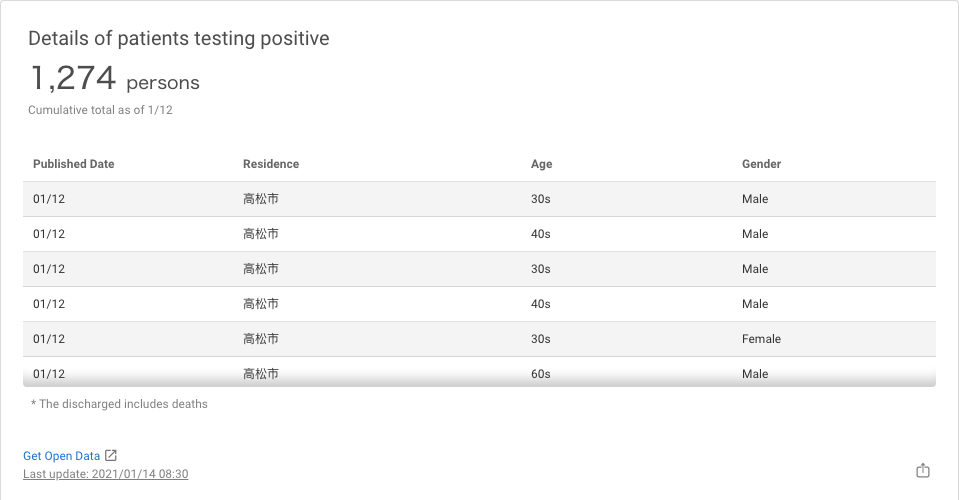 Details of patients testing positive
1,274 persons
Cumulative total as of 1/12
Published Date Residence Age Gender
01/12 高松市 30s Male
01/12 高松市 40s Male
01/12 高松市 30s Male
01/12 高松市 40s Male
01/12 高松市 30s Female
01/12 高松市 60s Male
* The discharged includes deaths
Get Open Data
Last update: 2021/01/14 08:30